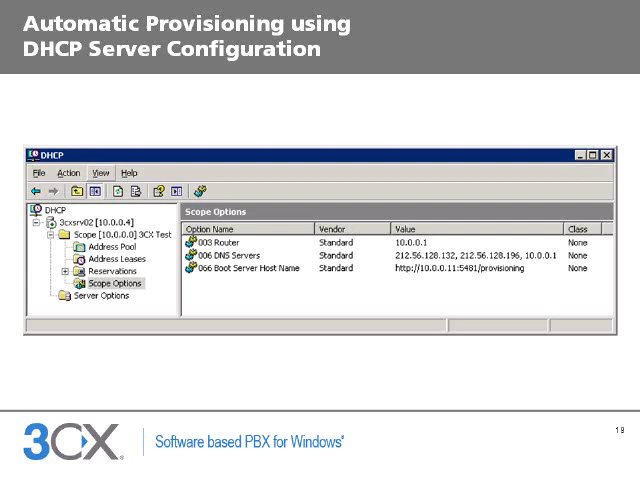 Automatic Provisioning using
DHCP Server Configuration
DHCP
File Action View Help
DHCP
3cxsrv02 [10.0.0.4]
Scope [10.0.0.0] 3CX Test
Address Pool
Address Leases
Reservations
Scope Options
Server Options
Scope Options
Option Name Vendor Value Class
003 Router Standard 10.0.0.1 None
006 DNS Servers Standard 212.56.128.132, 212.56.128.196, 10.0.0.1 None
066 Boot Server Host Name Standard http://10.0.0.11:5481/provisioning None
3CX® Software based PBX for Windows®
18